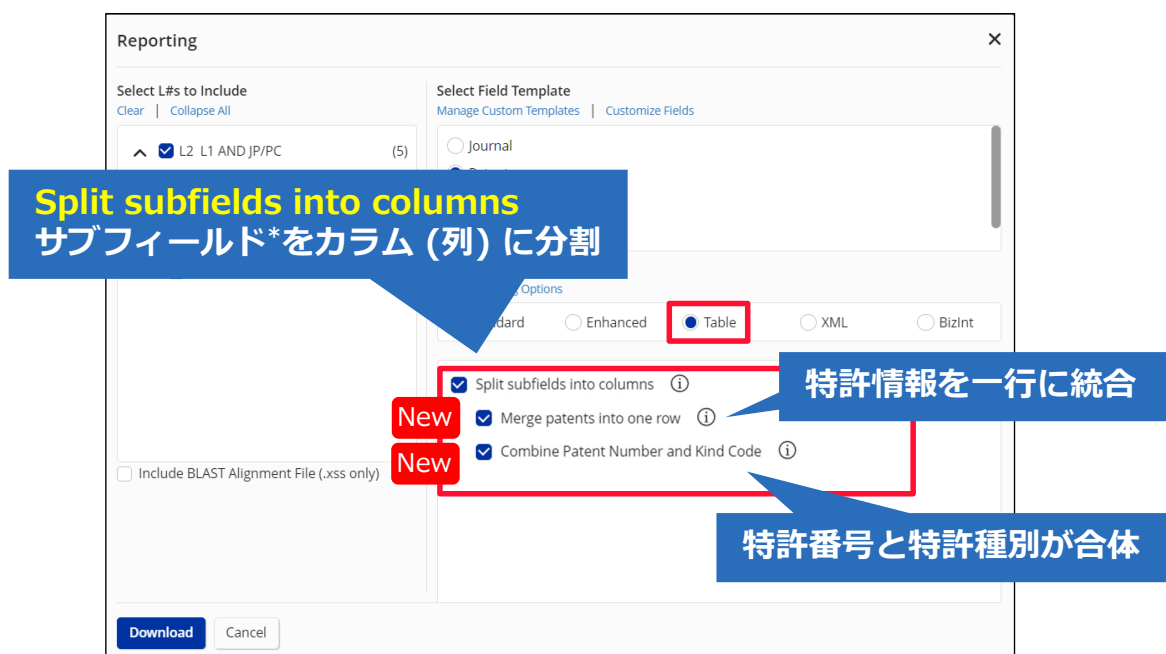 Reporting
Select L#s to Include
Clear | Collapse All
L2 L1 AND JP/PC (5)
Include BLAST Alignment File (.xss only)
Select Field Template
Manage Custom Templates | Customize Fields
Journal
Split subfields into columns
サブフィールド*をカラム (列) に分割
Options
Enhanced
Table
XML
BizInt
Split subfields into columns
New
Merge patents into one row
New
Combine Patent Number and Kind Code
特許情報を一行に統合
特許番号と特許種別が合体
Download
Cancel